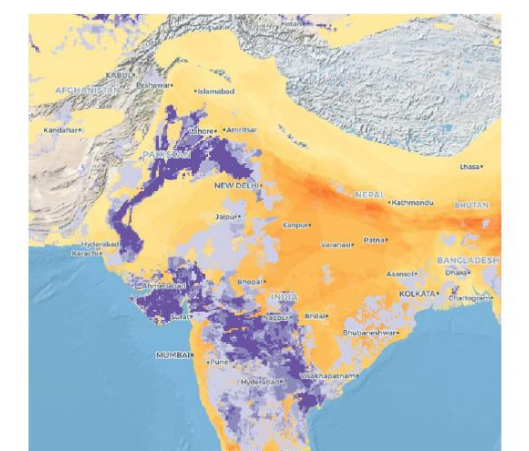 Hotan
KABUL
Peshawar
Islamabad
AFGHANISTAN
Kandahar
Lahore
Amritsar
PAKISTAN
Lhasa
NEW DELHI
NEPAL
Kathmandu
BHUTAN
Jaipur
Kanpur
Varanasi
Patna
Hyderabad
Karachi
BANGLADESH
Dhaka
Asansol
Ahmedabad
Bhopal
INDIA
KOLKATA
Chattogram
Surat
Nagpur
Bhilai
Bhubaneshwar
MUMBAI
Pune
Hyderabad
Visakhapatnam